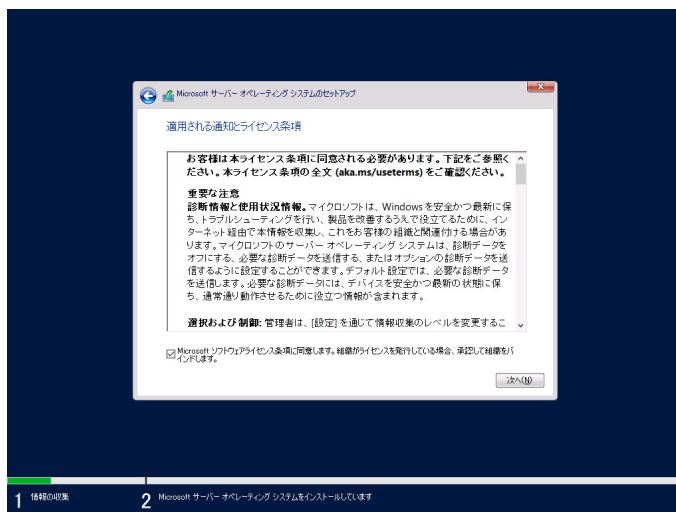 Microsoft サーバー オペレーティング システムのセットアップ
適用される通知とライセンス条項
お客様は本ライセンス条項に同意される必要があります。下記をご参照く
ださい。本ライセンス条項の全文 (aka.ms/useterms) をご確認ください。
重要な注意
診断情報と使用状況情報。マイクロソフトは、Windows を安全かつ最新に保
ち、トラブルシューティングを行い、製品を改善するうえで役立てるために、イン
ターネット経由で本情報を収集し、これをお客様の組織と関連付ける場合があ
ります。マイクロソフトのサーバー オペレーティング システムは、診断データを
オフにする、必要な診断データを送信する、またはオプションの診断データを送
信するように設定することができます。デフォルト設定では、必要な診断データ
を送信します。必要な診断データには、デバイスを安全かつ最新の状態に保
ち、通常通り動作させるために役立つ情報が含まれます。
選択および制御: 管理者は、[設定] を通じて情報収集のレベルを変更するこ
Microsoft ソフトウェアライセンス条項に同意します。組織がライセンスを発行している場合、承認して組織をバ
インドします。
次へ(N)
1 情報の収集
2 Microsoft サーバー オペレーティング システムをインストールしています